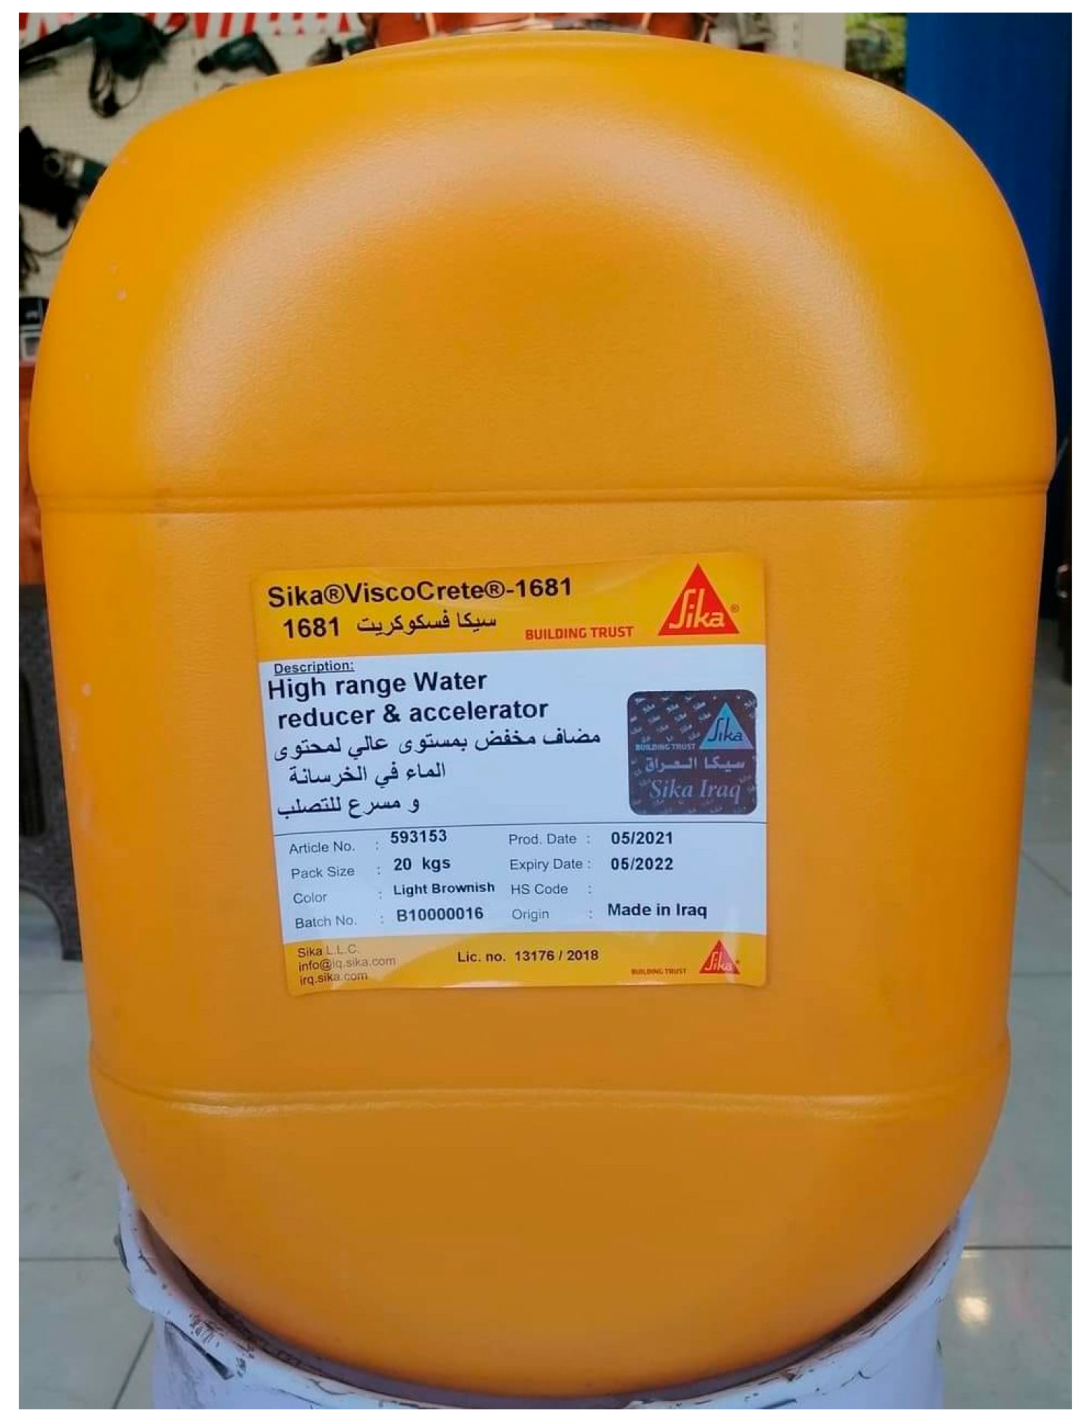 Sika®ViscoCrete®-1681
سيكا فسكوكريت 1681
BUILDING TRUST
Sika®
Description:
High range Water
reducer & accelerator
مضاف مخفض بمستوى عالي لمحتوى
الماء في الخرسانة
و مسرع للتصلب
Sika
BUILDING TRUST
سيكا العراق
Sika Iraq
Article No. : 593153
Prod. Date : 05/2021
Pack Size : 20 kgs
Expiry Date : 05/2022
Color : Light Brownish
HS Code :
Batch No. : B10000016
Origin : Made in Iraq
Sika L.L.C.
info@iq.sika.com
irq.sika.com
Lic. no. 13176 / 2018
BUILDING TRUST
Sika